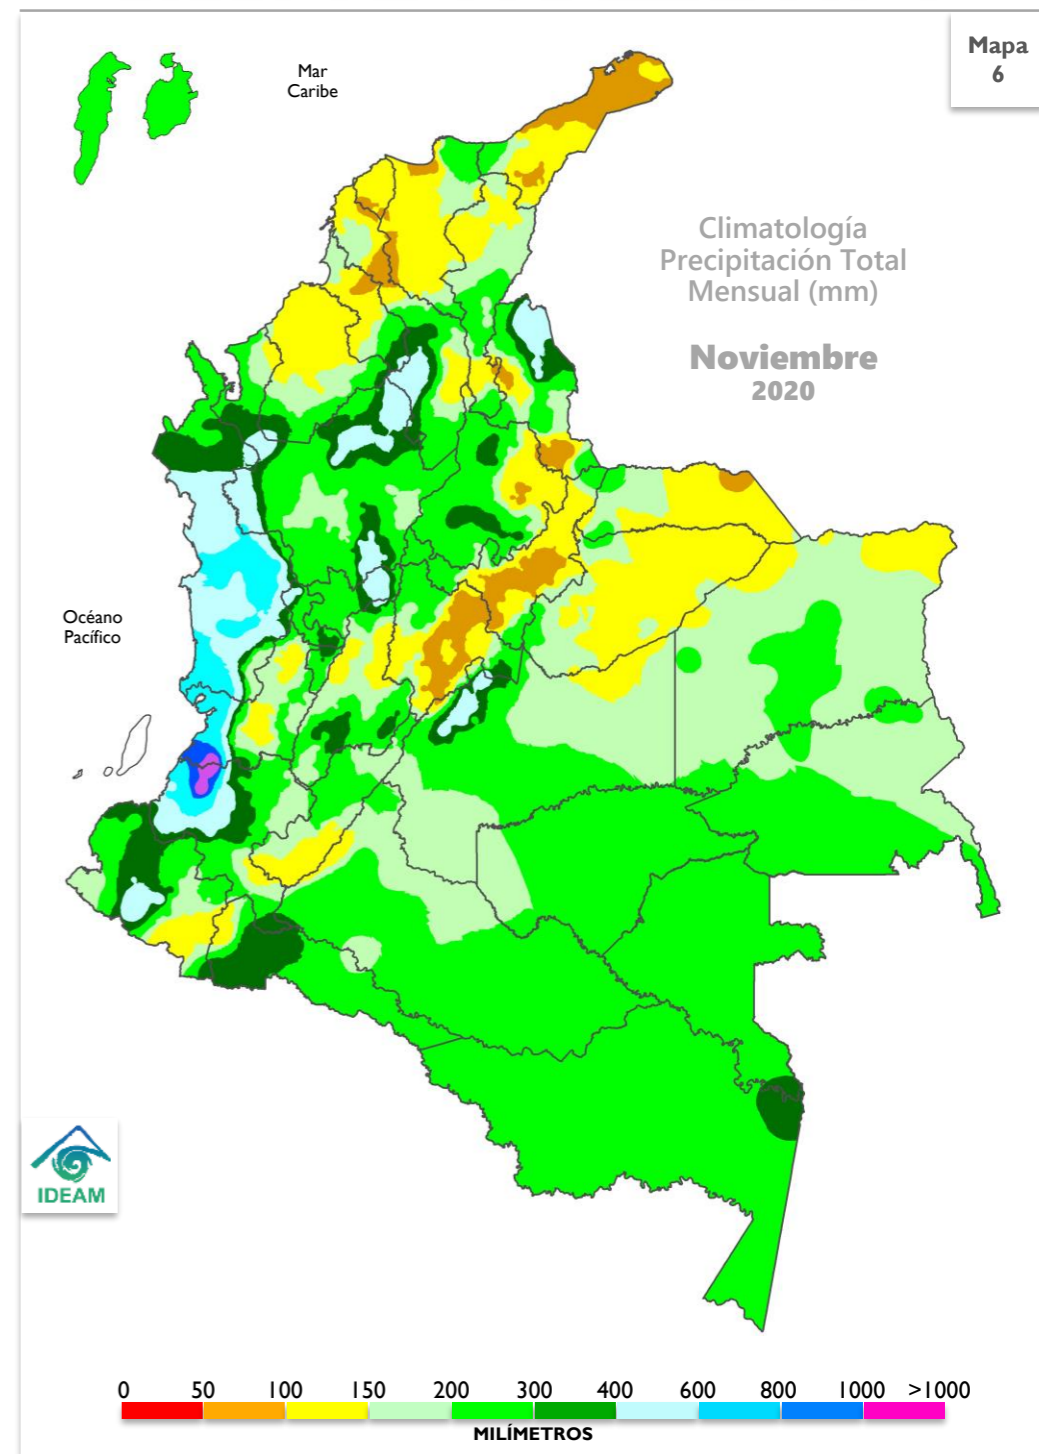 Mapa
6
Mar
Caribe
Climatología
Precipitación Total
Mensual (mm)
Noviembre
2020
Océano
Pacífico
IDEAM
0 50 100 150 200 300 400 600 800 1000 >1000
MILÍMETROS